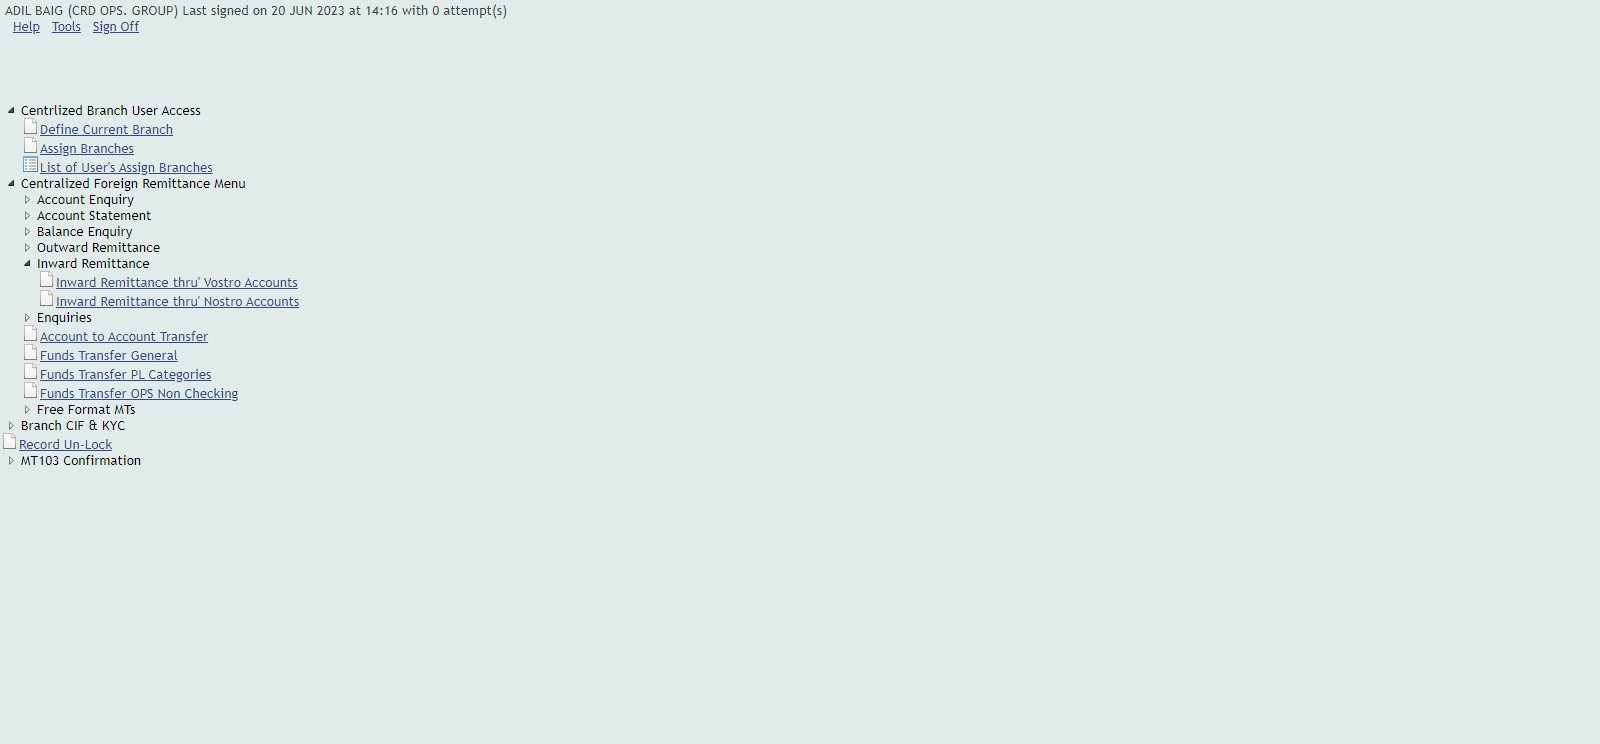 ADIL BAIG (CRD OPS. GROUP) Last signed on 20 JUN 2023 at 14:16 with 0 attempt(s)
Help Tools Sign Off
Centrlized Branch User Access
Define Current Branch
Assign Branches
List of User's Assign Branches
Centralized Foreign Remittance Menu
Account Enquiry
Account Statement
Balance Enquiry
Outward Remittance
Inward Remittance
Inward Remittance thru' Vostro Accounts
Inward Remittance thru' Nostro Accounts
Enquiries
Account to Account Transfer
Funds Transfer General
Funds Transfer PL Categories
Funds Transfer OPS Non Checking
Free Format MTs
Branch CIF & KYC
Record Un-Lock
MT103 Confirmation